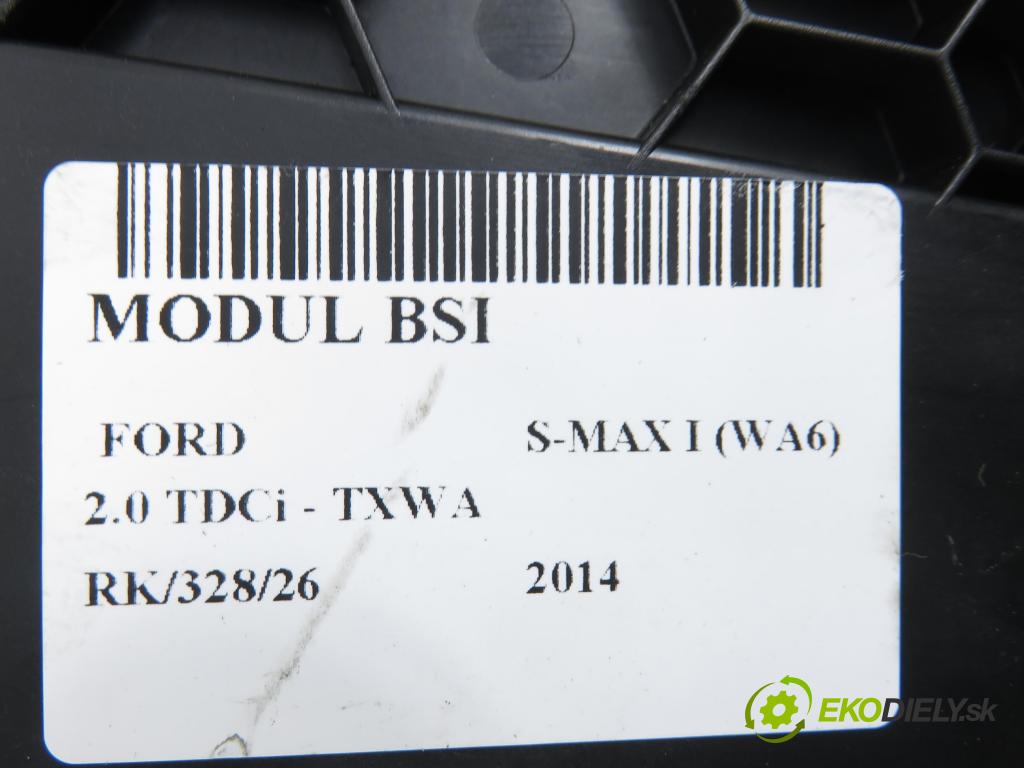 MODUL BSI
FORD S-MAX I (WA6)
2.0 TDCi - TXWA
RK/328/26 2014
EKODIELY.sk